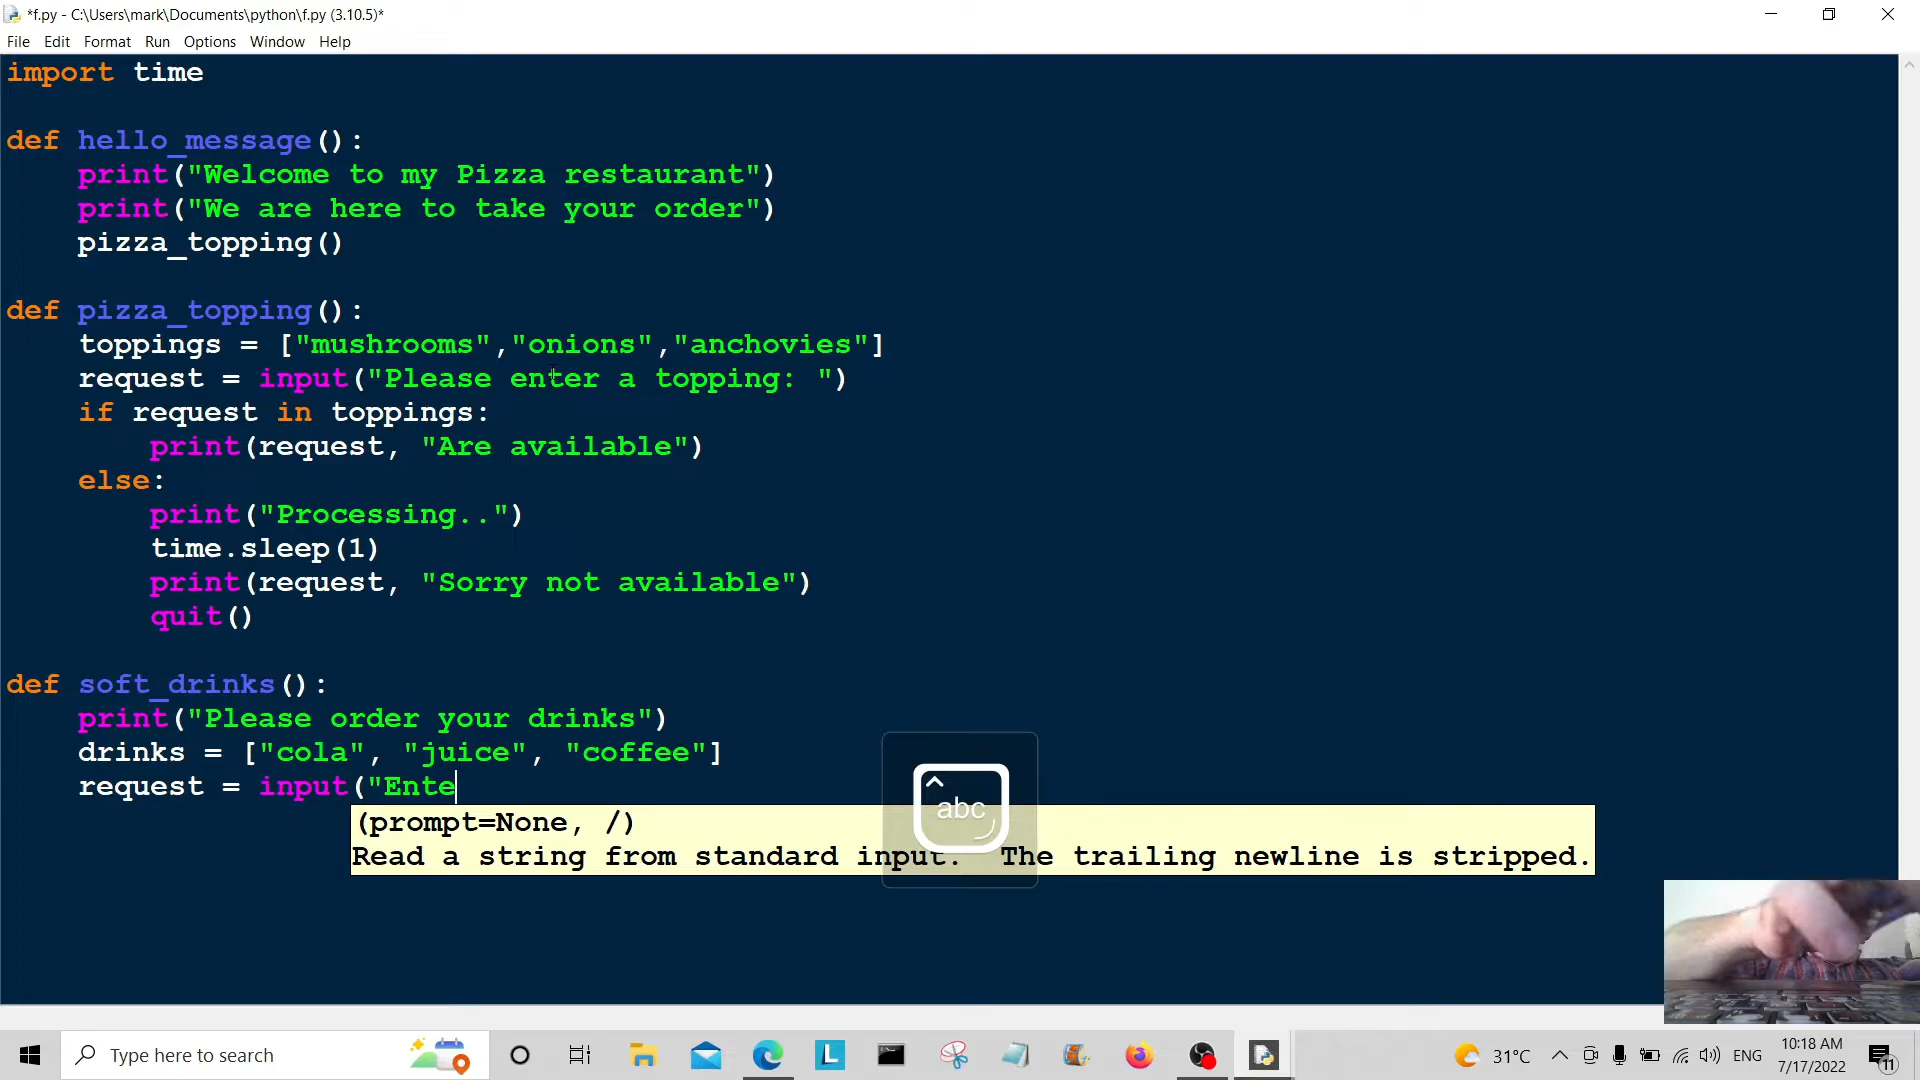 *f.py - C:\Users\mark\Documents\python\f.py (3.10.5)*
File Edit Format Run Options Window Help
import time
def hello_message():
    print("Welcome to my Pizza restaurant")
    print("We are here to take your order")
    pizza_topping()
def pizza_topping():
    toppings = ["mushrooms","onions","anchovies"]
    request = input("Please enter a topping: ")
    if request in toppings:
        print(request, "Are available")
    else:
        print("Processing..")
        time.sleep(1)
        print(request, "Sorry not available")
        quit()
def soft_drinks():
    print("Please order your drinks")
    drinks = ["cola", "juice", "coffee"]
    request = input("Ente
abc
(prompt=None, /)
Read a string from standard input.  The trailing newline is stripped.
Type here to search
L
31°C
ENG
10:18 AM
7/17/2022
11